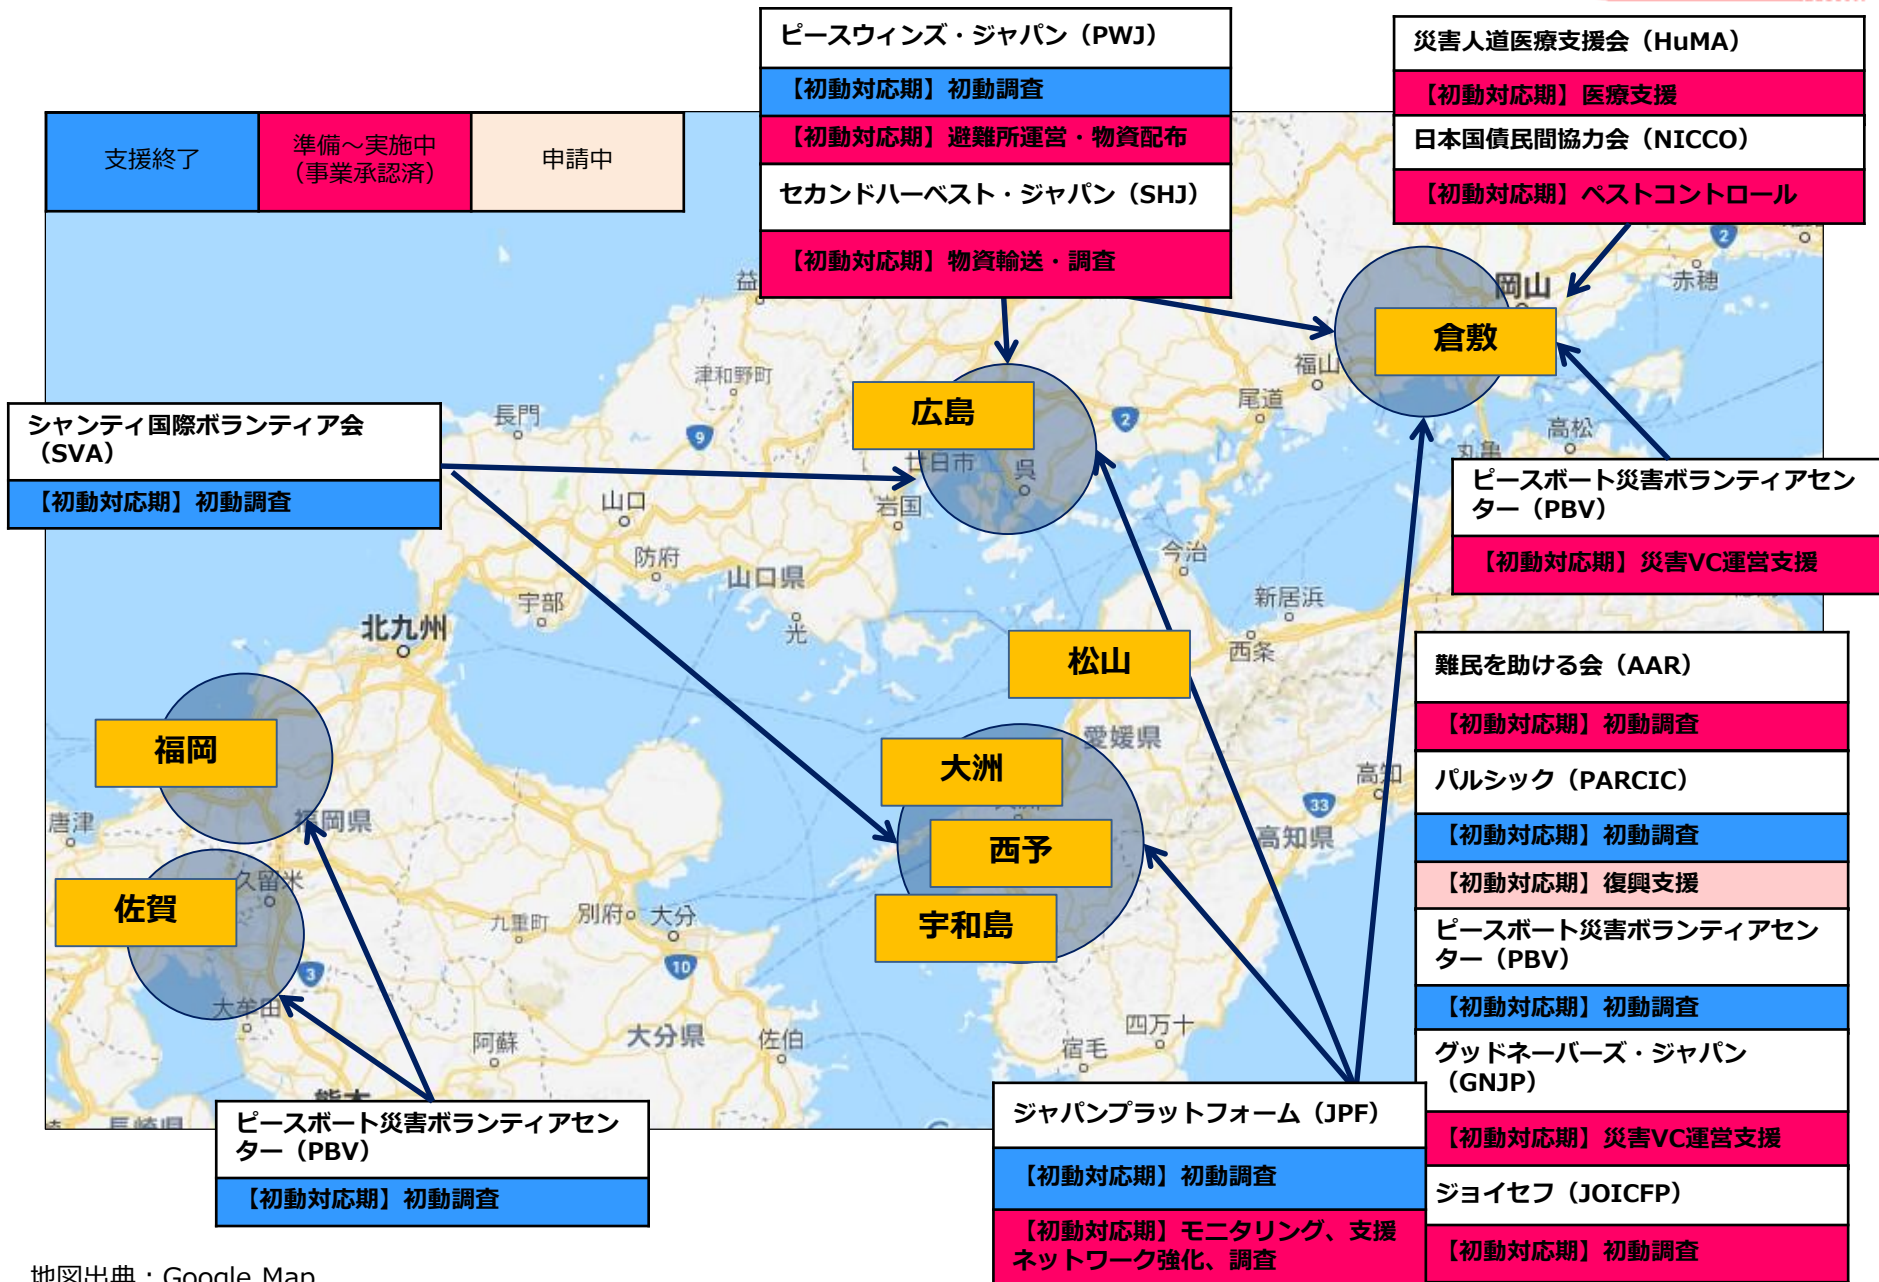 ピースウィンズ・ジャパン（PWJ）
【初動対応期】初動調査
【初動対応期】避難所運営・物資配布
セカンドハーベスト・ジャパン（SHJ）
【初動対応期】物資輸送・調査
災害人道医療支援会（HuMA）
【初動対応期】医療支援
日本国債民間協力会（NICCO）
【初動対応期】ペストコントロール
支援終了
準備～実施中
（事業承認済）
申請中
益
2
岡山
赤穂
倉敷
福山
津和野町
広島
尾道
2
長門
9
高松
丸亀
廿日市
呉
シャンティ国際ボランティア会
（SVA）
【初動対応期】初動調査
山口
岩国
ピースボート災害ボランティアセン
ター（PBV）
【初動対応期】災害VC運営支援
防府
山口県
今治
宇部
光
新居浜
北九州
西条
松山
難民を助ける会（AAR）
【初動対応期】初動調査
パルシック（PARCIC）
【初動対応期】初動調査
【初動対応期】復興支援
ピースボート災害ボランティアセン
ター（PBV）
【初動対応期】初動調査
グッドネーバーズ・ジャパン
（GNJP）
【初動対応期】災害VC運営支援
ジョイセフ（JOICFP）
【初動対応期】初動調査
福岡
愛媛県
大洲
高知
33
唐津
福岡県
西予
高知県
久留米
佐賀
九重町
別府
大分
宇和島
3
10
大牟田
阿蘇
大分県
佐伯
四万十
宿毛
熊本
長崎県
ピースボート災害ボランティアセン
ター（PBV）
【初動対応期】初動調査
ジャパンプラットフォーム（JPF）
【初動対応期】初動調査
【初動対応期】モニタリング、支援
ネットワーク強化、調査
地図出典：Google Map